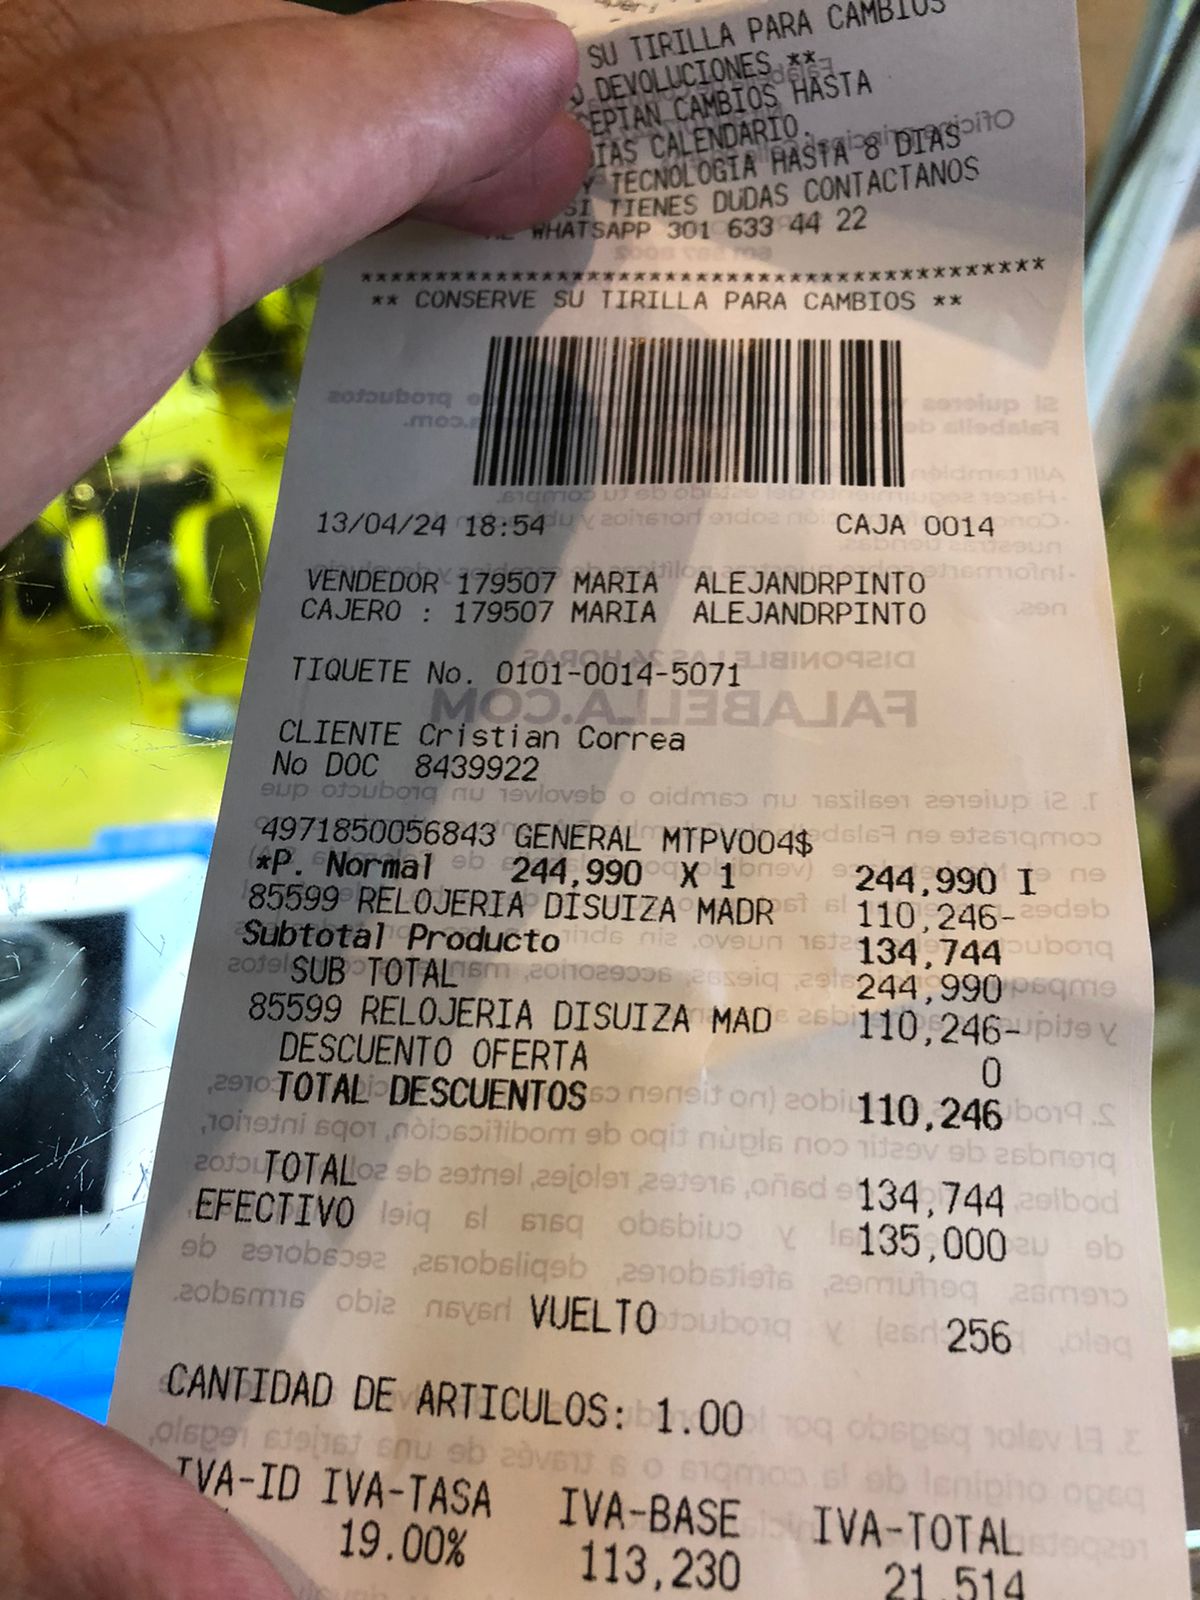 SU TIRILLA PARA CAMBIOS
DEVOLUCIONES **
CEPTAN CAMBIOS HASTA
DIAS CALENDARIO.
Y TECNOLOGIA HASTA 8 DIAS
SI TIENES DUDAS CONTACTANOS
WHATSAPP 301 633 44 22
*******************************************
** CONSERVE SU TIRILLA PARA CAMBIOS **
13/04/24 18:54 CAJA 0014
VENDEDOR 179507 MARIA ALEJANDRPINTO
CAJERO : 179507 MARIA ALEJANDRPINTO
TIQUETE No. 0101-0014-5071
CLIENTE Cristian Correa
No DOC 8439922
4971850056843 GENERAL MTPV004$
*P. Normal 244,990 X 1 244,990 I
85599 RELOJERIA DISUIZA MADR 110,246-
Subtotal Producto 134,744
SUB TOTAL 244,990
85599 RELOJERIA DISUIZA MAD 110,246-
DESCUENTO OFERTA 0
TOTAL DESCUENTOS 110,246
TOTAL 134,744
EFECTIVO 135,000
VUELTO 256
CANTIDAD DE ARTICULOS: 1.00
IVA-ID IVA-TASA IVA-BASE IVA-TOTAL
19.00% 113,230 21,514